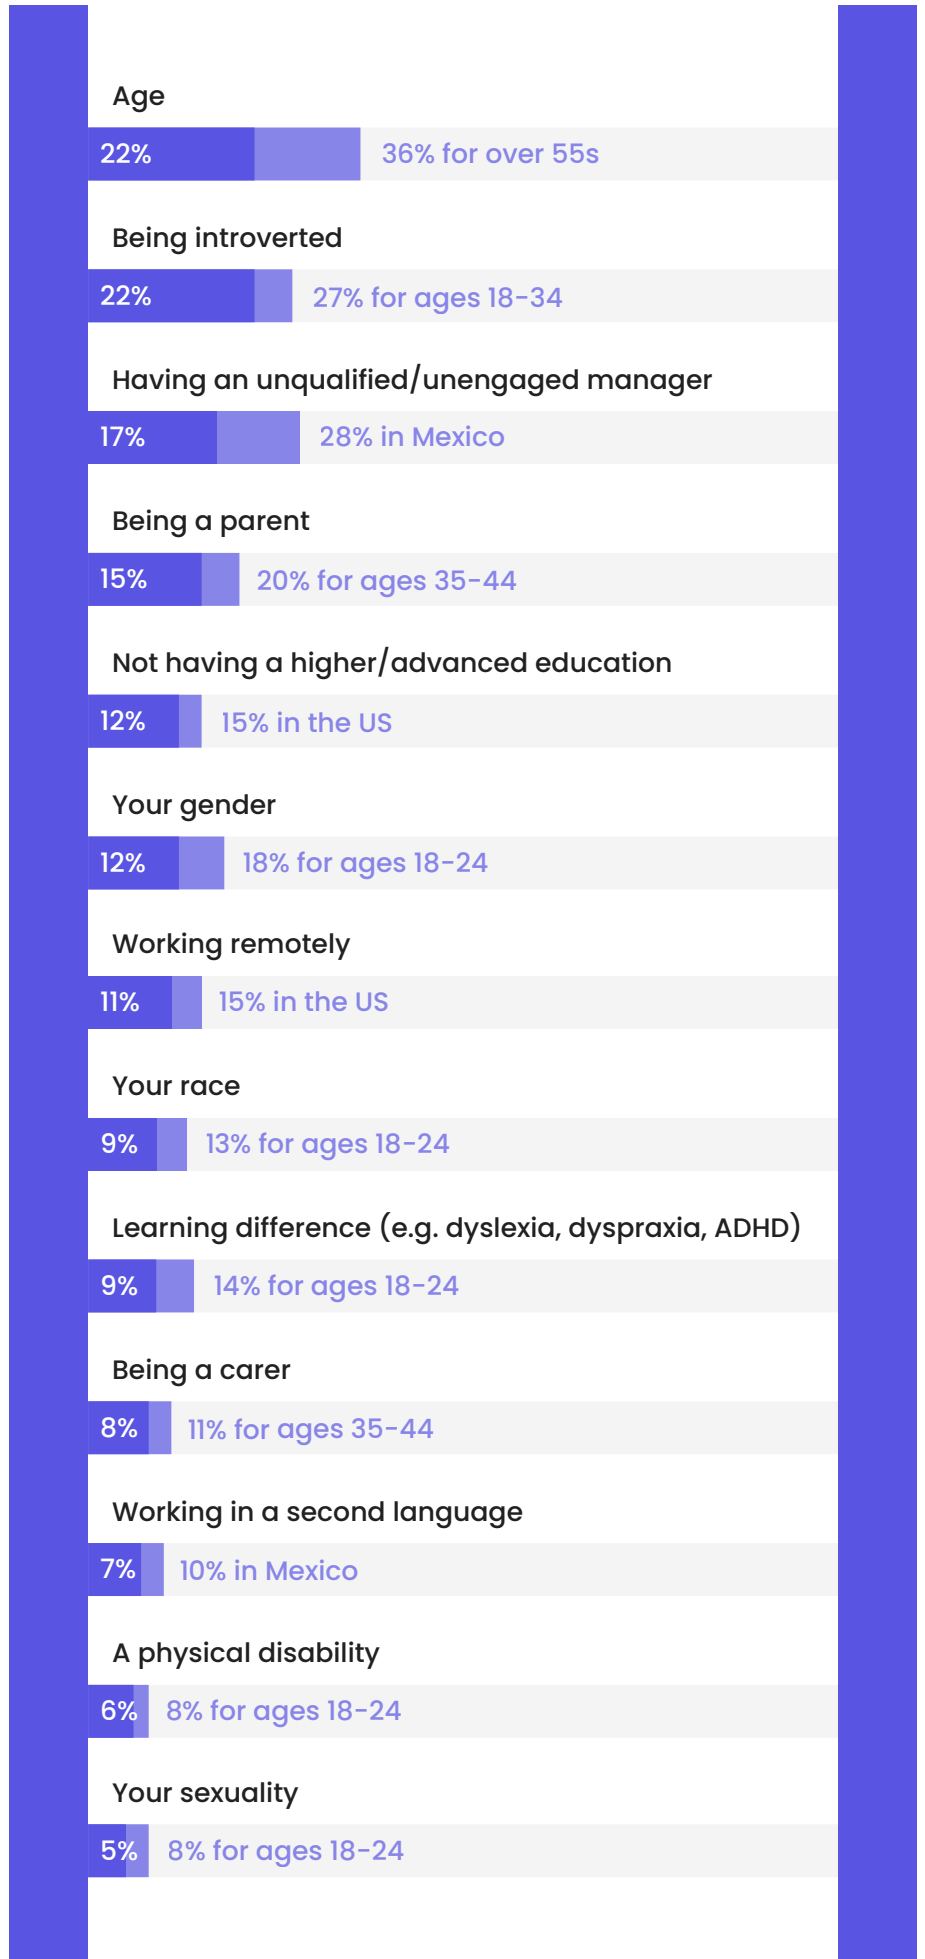 Age
22% 36% for over 55s
Being introverted
22% 27% for ages 18-34
Having an unqualified/unengaged manager
17% 28% in Mexico
Being a parent
15% 20% for ages 35-44
Not having a higher/advanced education
12% 15% in the US
Your gender
12% 18% for ages 18-24
Working remotely
11% 15% in the US
Your race
9% 13% for ages 18-24
Learning difference (e.g. dyslexia, dyspraxia, ADHD)
9% 14% for ages 18-24
Being a carer
8% 11% for ages 35-44
Working in a second language
7% 10% in Mexico
A physical disability
6% 8% for ages 18-24
Your sexuality
5% 8% for ages 18-24